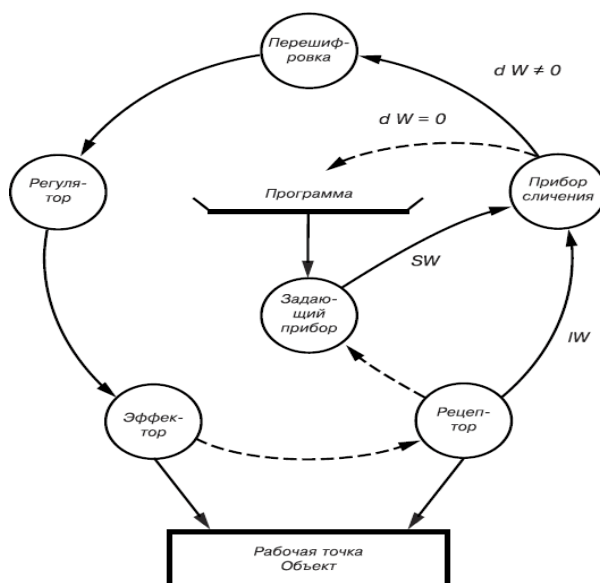 Перешиф-
ровка
d W ≠ 0
d W = 0
Регуля-
тор
Программа
Прибор
сличения
SW
Задаю-
щий
прибор
IW
Эффек-
тор
Рецеп-
тор
Рабочая точка
Объект